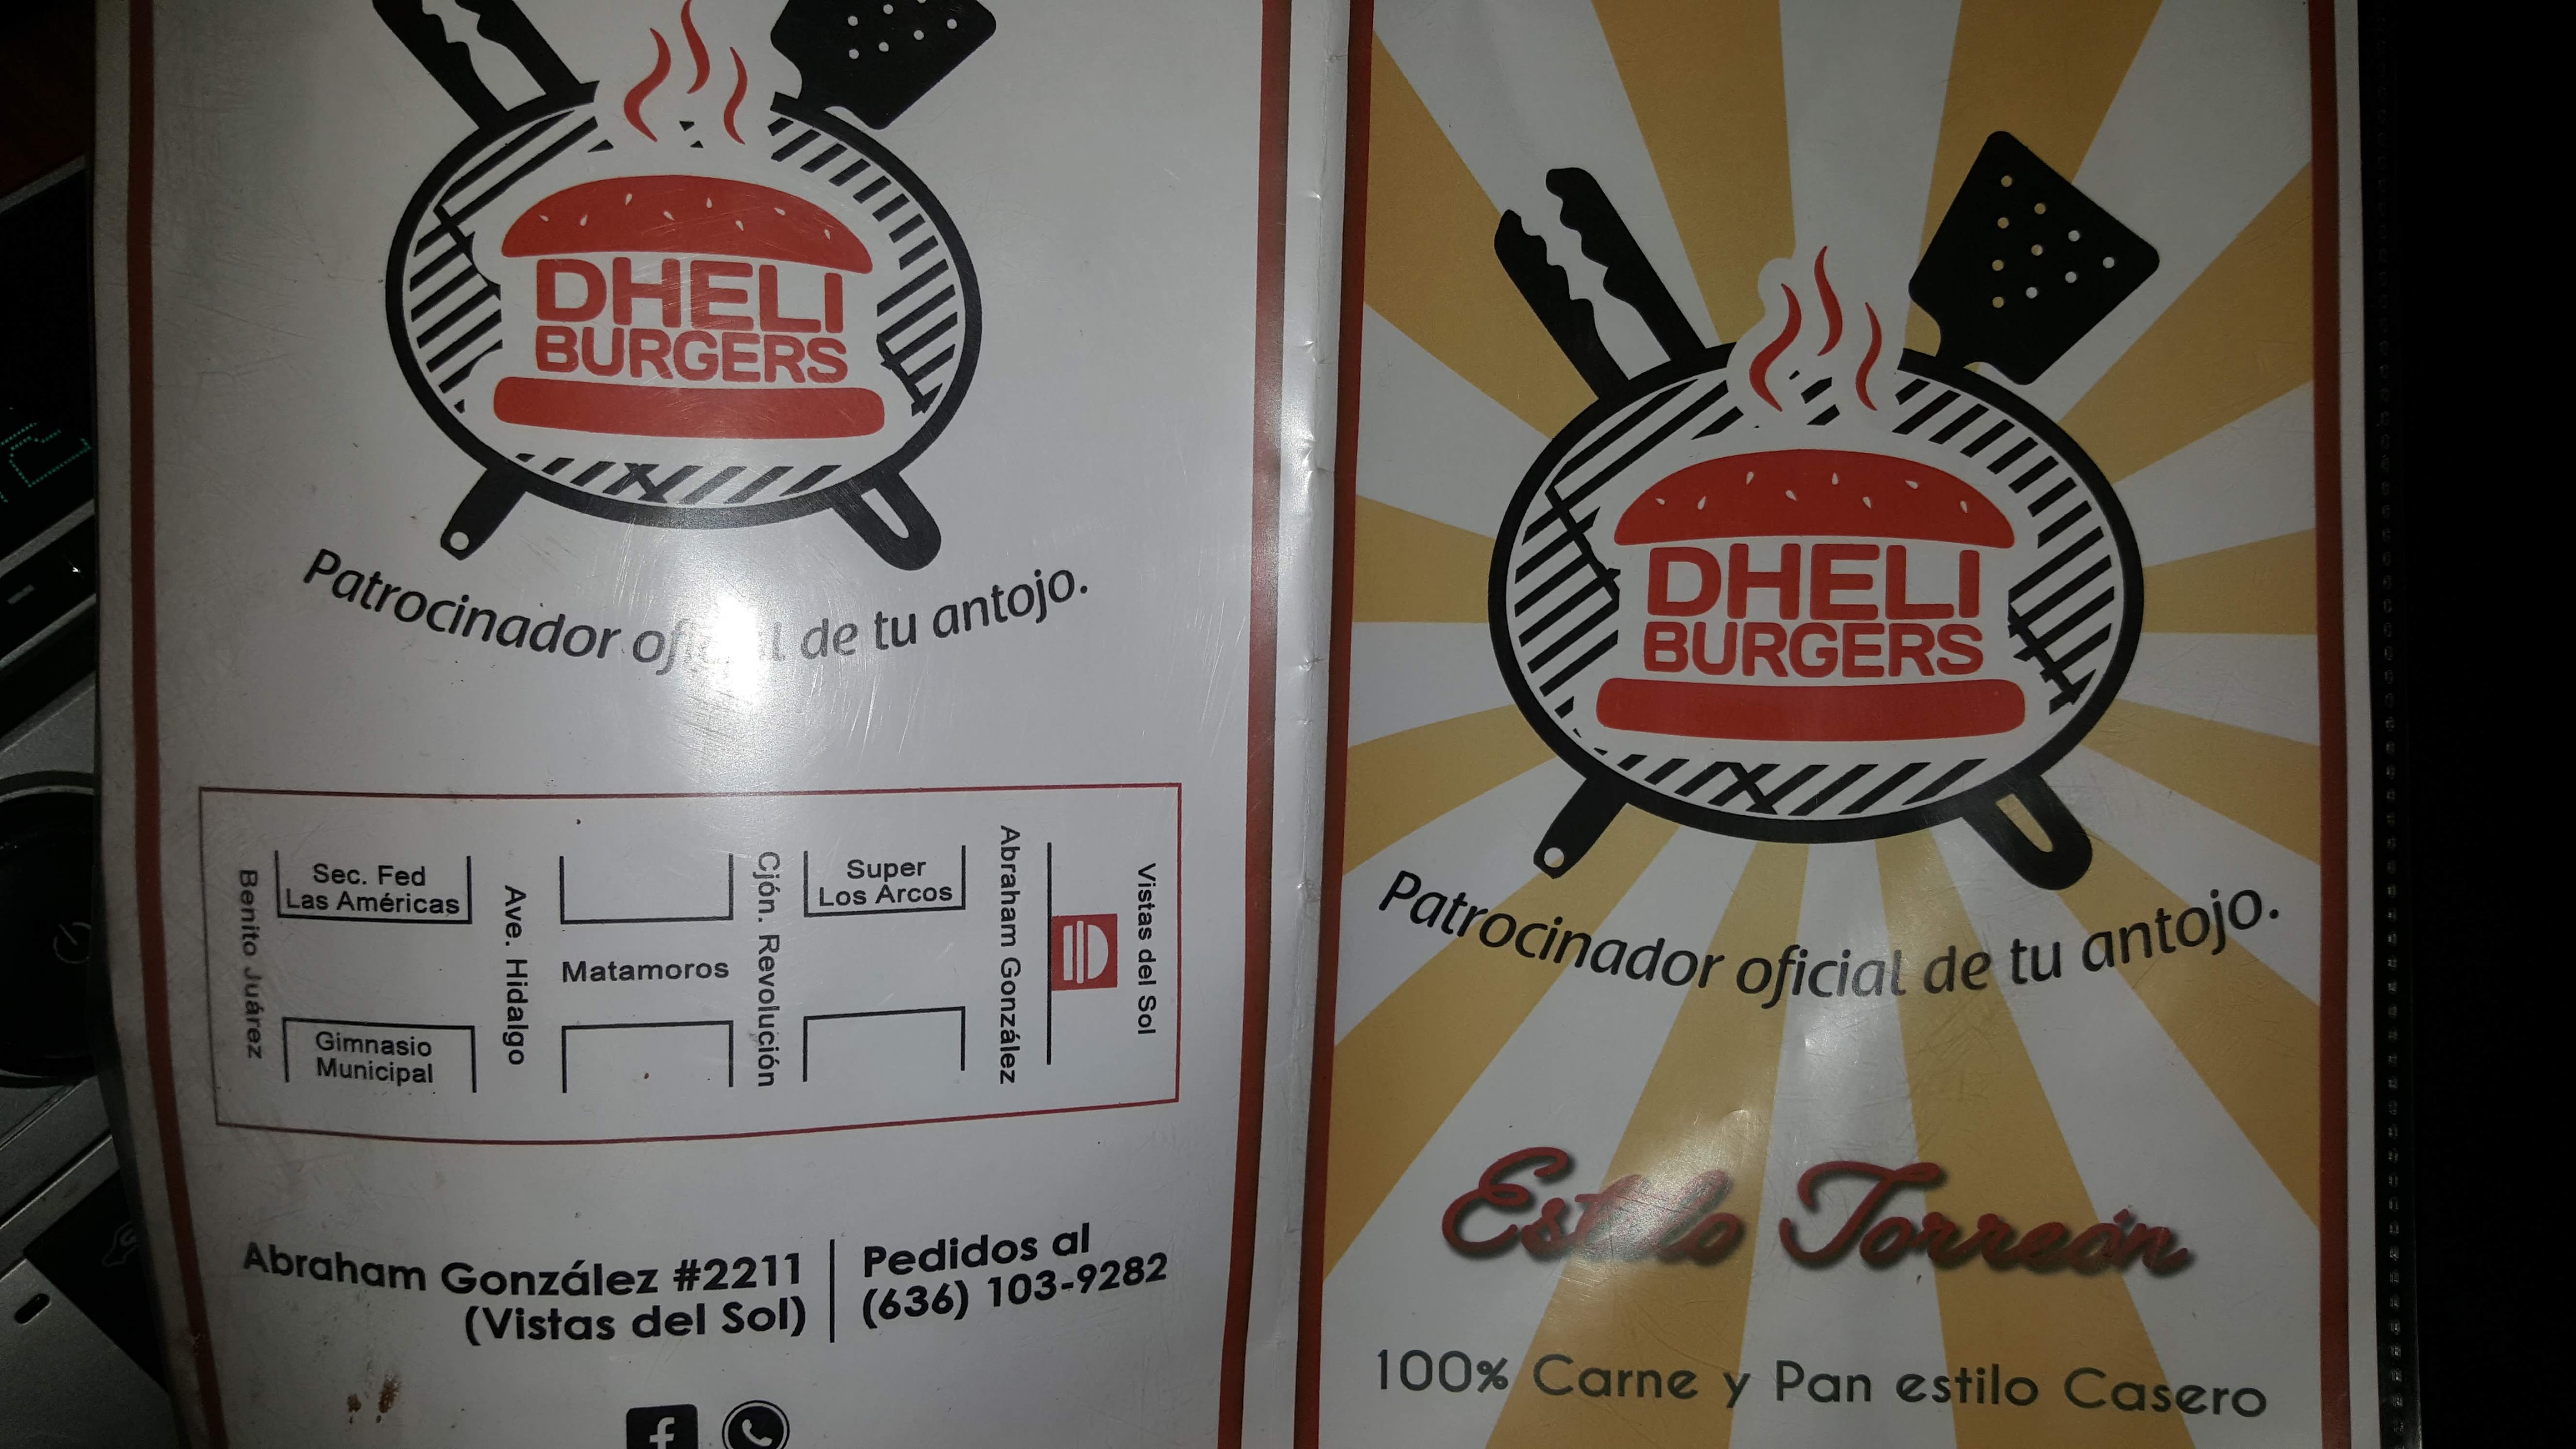 DHELI
BURGERS
Patrocinador oficial de tu antojo.
Benito Juárez
Sec. Fed
Las Américas
Gimnasio
Municipal
Ave. Hidalgo
Matamoros
Cjón. Revolución
Super
Los Arcos
Abraham González
Vistas del Sol
Abraham González #2211
(Vistas del Sol)
Pedidos al
(636) 103-9282
DHELI
BURGERS
Patrocinador oficial de tu antojo.
Estilo Torreón
100% Carne y Pan estilo Casero